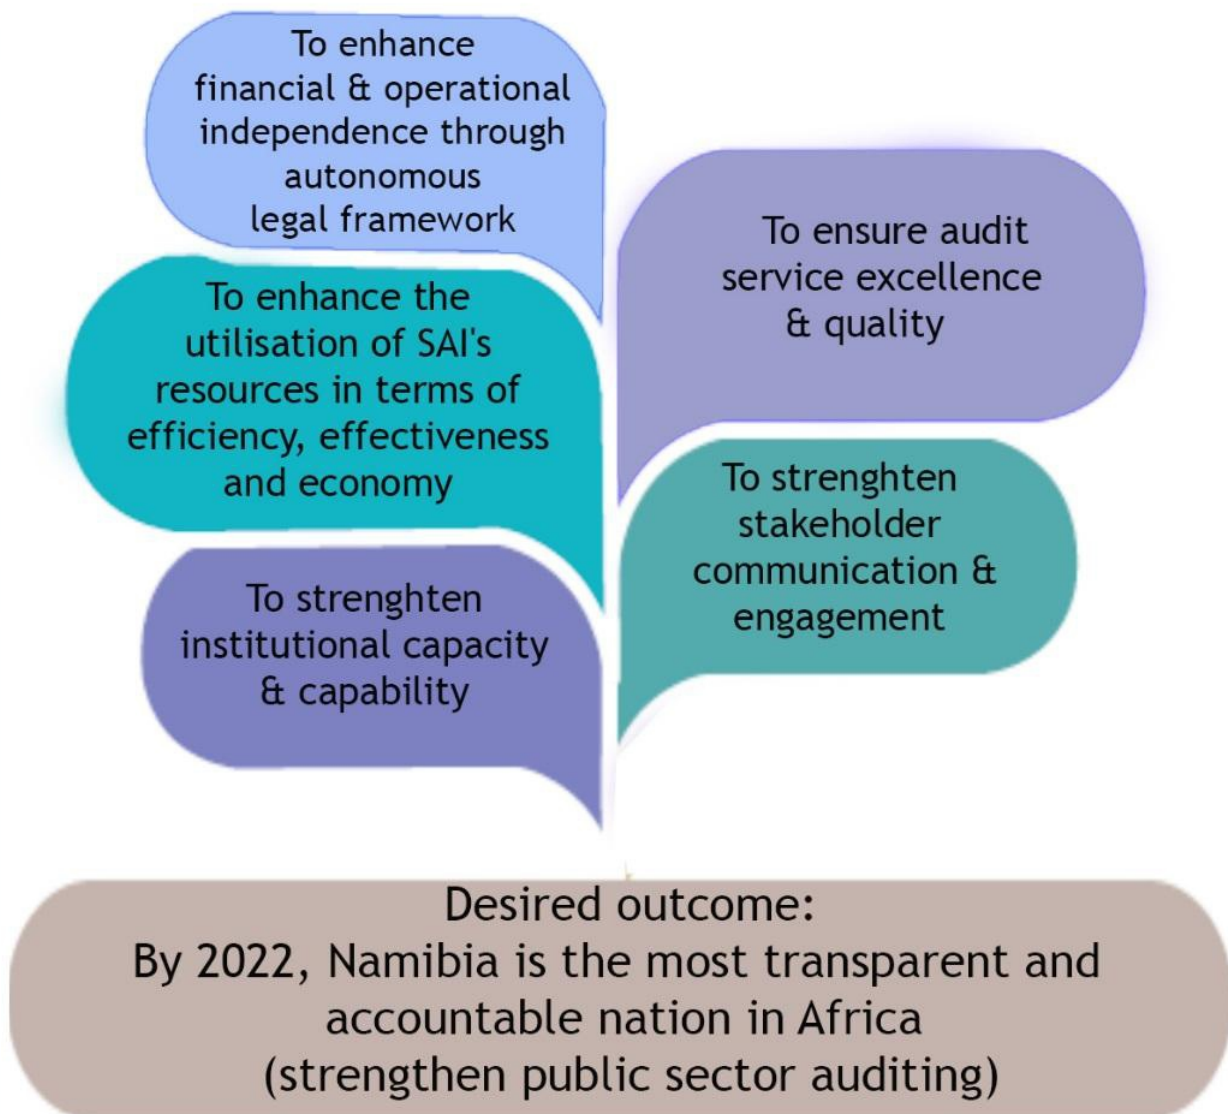 To enhance
financial & operational
independence through
autonomous
legal framework
To ensure audit
service excellence
& quality
To enhance the
utilisation of SAI's
resources in terms of
efficiency, effectiveness
and economy
To strenghten
stakeholder
communication &
engagement
To strenghten
institutional capacity
& capability
Desired outcome:
By 2022, Namibia is the most transparent and
accountable nation in Africa
(strengthen public sector auditing)